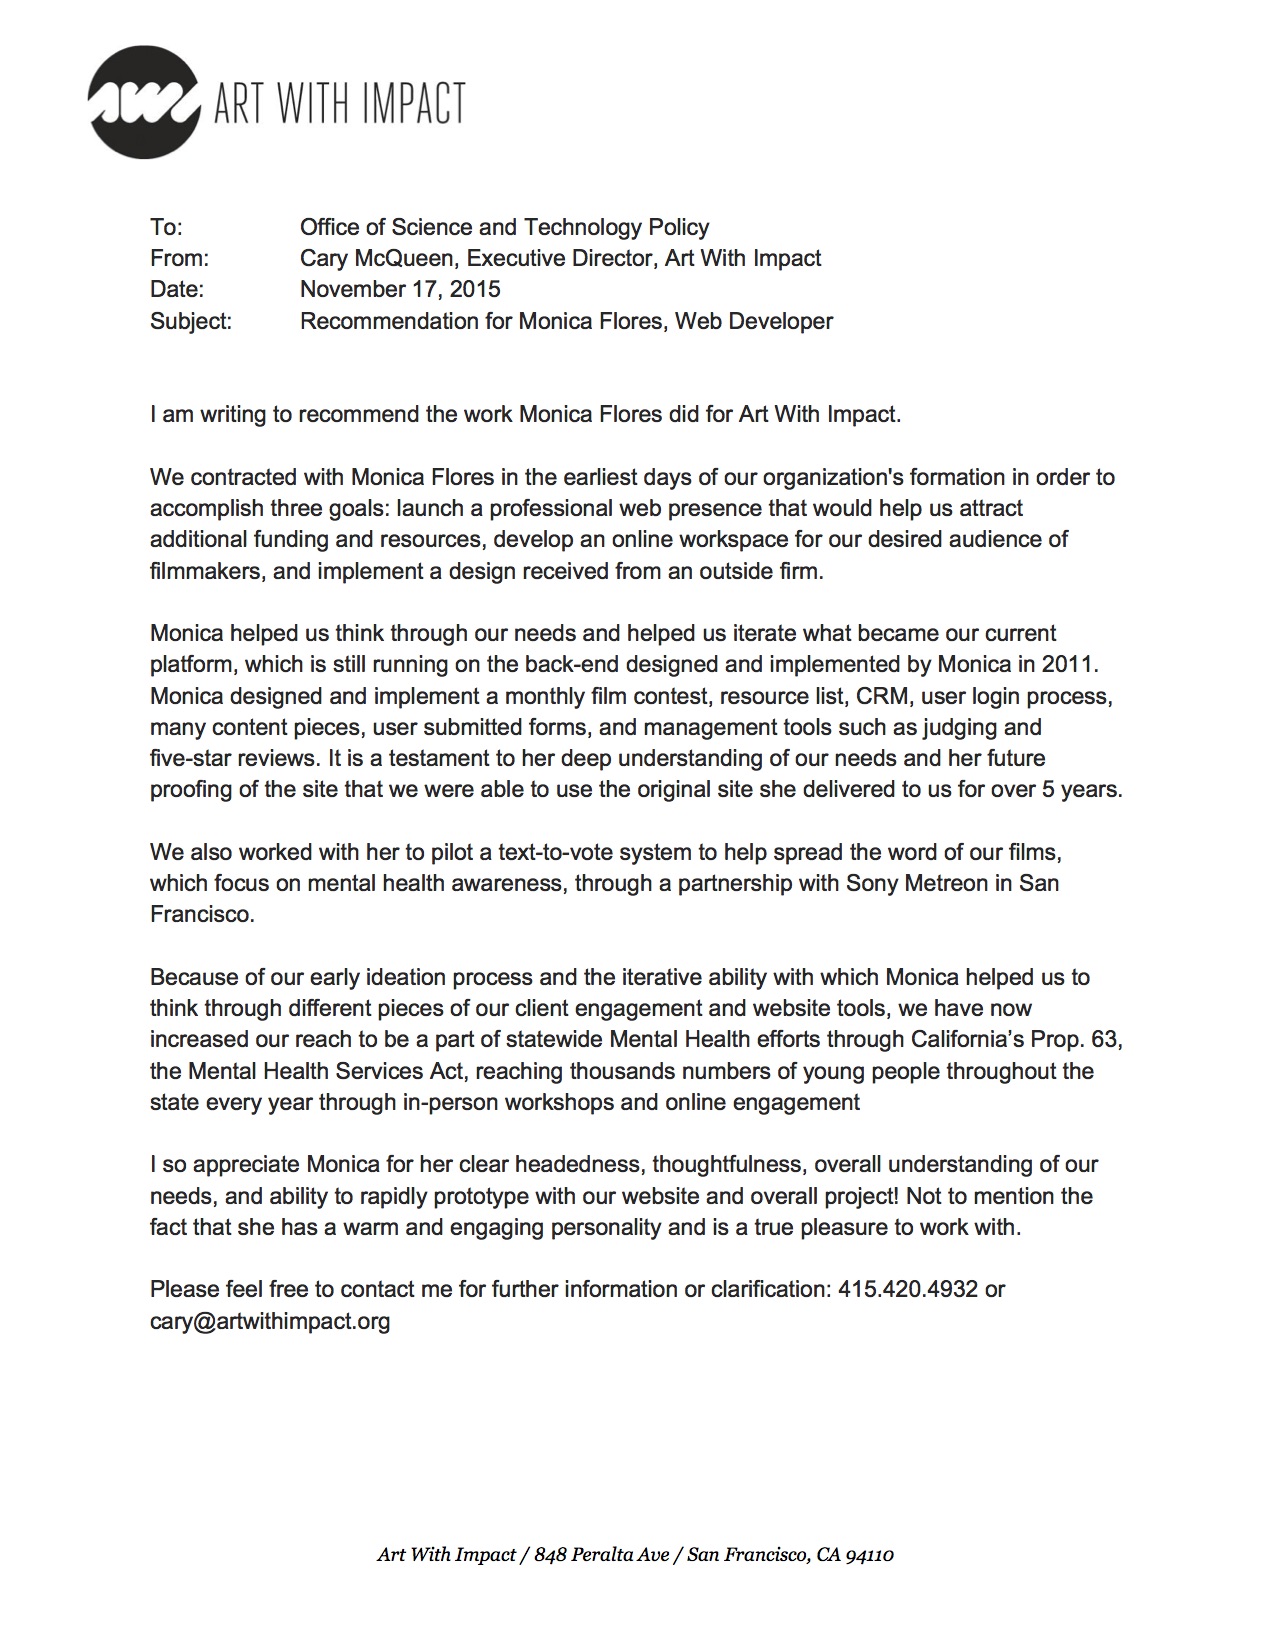 ART WITH IMPACT
To: Office of Science and Technology Policy
From: Cary McQueen, Executive Director, Art With Impact
Date: November 17, 2015
Subject: Recommendation for Monica Flores, Web Developer
I am writing to recommend the work Monica Flores did for Art With Impact.
We contracted with Monica Flores in the earliest days of our organization's formation in order to
accomplish three goals: launch a professional web presence that would help us attract
additional funding and resources, develop an online workspace for our desired audience of
filmmakers, and implement a design received from an outside firm.
Monica helped us think through our needs and helped us iterate what became our current
platform, which is still running on the back-end designed and implemented by Monica in 2011.
Monica designed and implement a monthly film contest, resource list, CRM, user login process,
many content pieces, user submitted forms, and management tools such as judging and
five-star reviews. It is a testament to her deep understanding of our needs and her future
proofing of the site that we were able to use the original site she delivered to us for over 5 years.
We also worked with her to pilot a text-to-vote system to help spread the word of our films,
which focus on mental health awareness, through a partnership with Sony Metreon in San
Francisco.
Because of our early ideation process and the iterative ability with which Monica helped us to
think through different pieces of our client engagement and website tools, we have now
increased our reach to be a part of statewide Mental Health efforts through California’s Prop. 63,
the Mental Health Services Act, reaching thousands numbers of young people throughout the
state every year through in-person workshops and online engagement
I so appreciate Monica for her clear headedness, thoughtfulness, overall understanding of our
needs, and ability to rapidly prototype with our website and overall project! Not to mention the
fact that she has a warm and engaging personality and is a true pleasure to work with.
Please feel free to contact me for further information or clarification: 415.420.4932 or
cary@artwithimpact.org
Art With Impact / 848 Peralta Ave / San Francisco, CA 94110